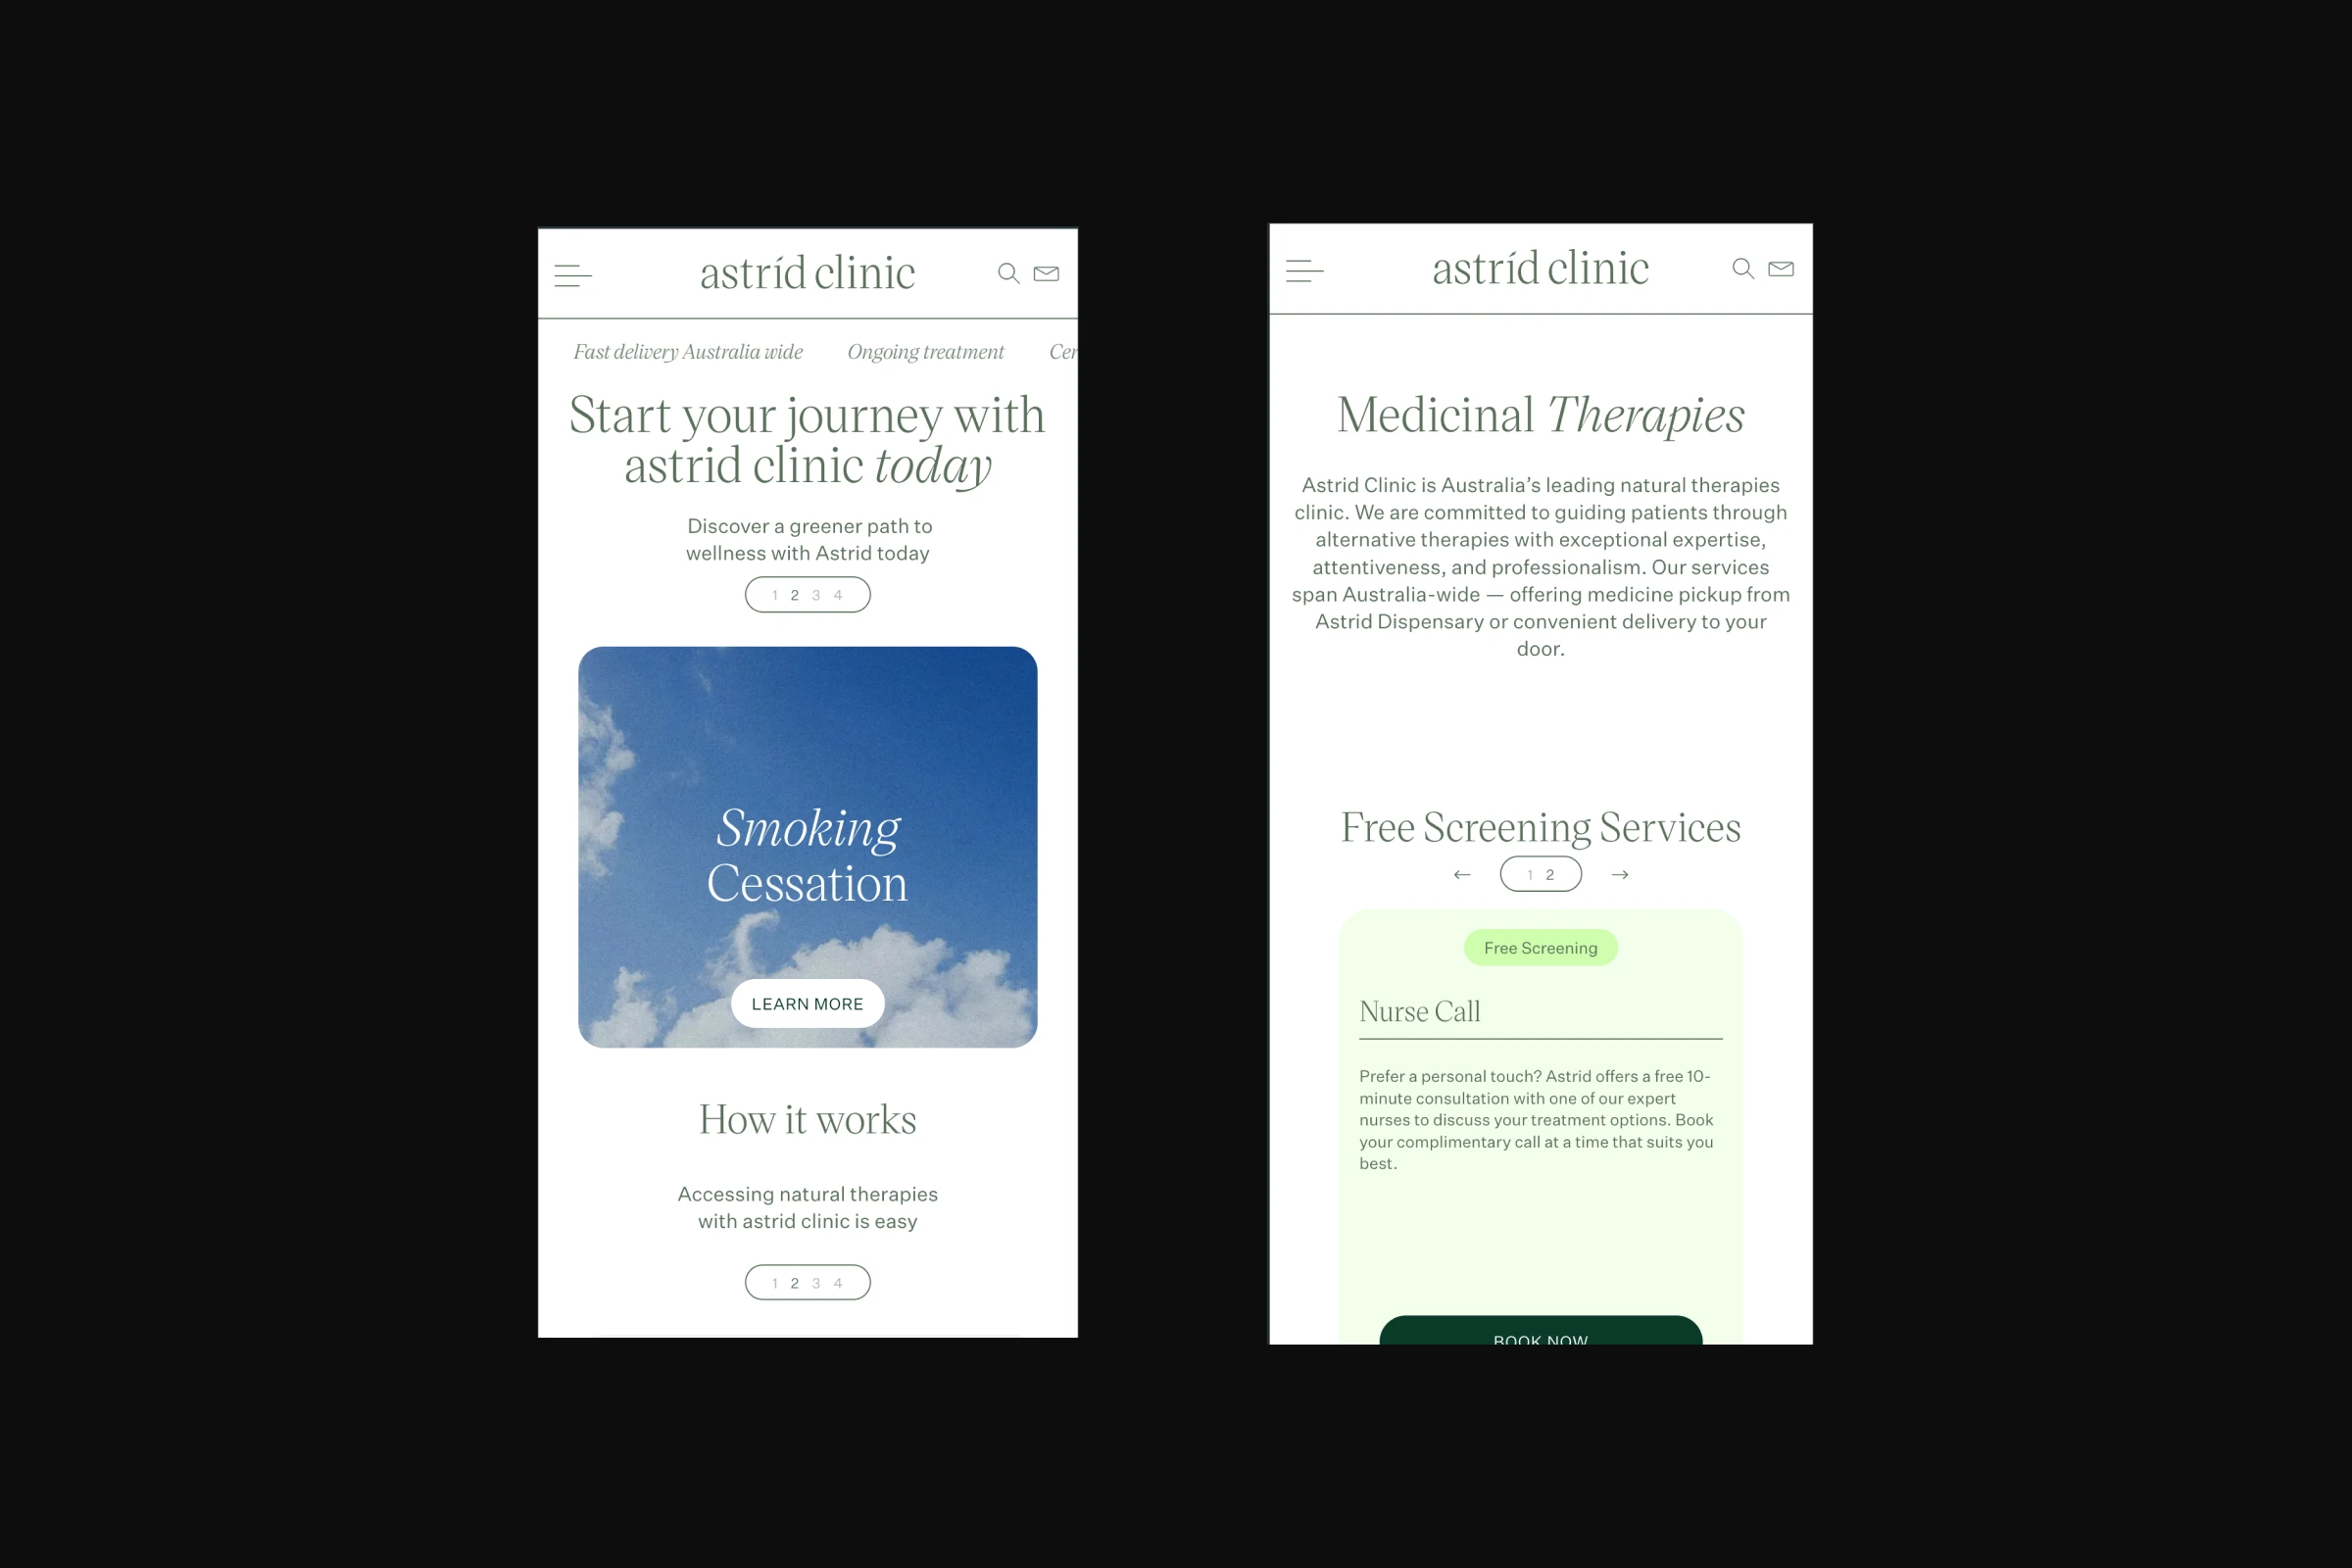 astríd clinic
Fast delivery Australia wide Ongoing treatment Cer
Start your journey with
astrid clinic today
Discover a greener path to
wellness with Astrid today
1 2 3 4
Smoking
Cessation
LEARN MORE
How it works
Accessing natural therapies
with astrid clinic is easy
1 2 3 4
astríd clinic
Medicinal Therapies
Astrid Clinic is Australia’s leading natural therapies
clinic. We are committed to guiding patients through
alternative therapies with exceptional expertise,
attentiveness, and professionalism. Our services
span Australia-wide — offering medicine pickup from
Astrid Dispensary or convenient delivery to your
door.
Free Screening Services
← 1 2 →
Free Screening
Nurse Call
Prefer a personal touch? Astrid offers a free 10-
minute consultation with one of our expert
nurses to discuss your treatment options. Book
your complimentary call at a time that suits you
best.
BOOK NOW